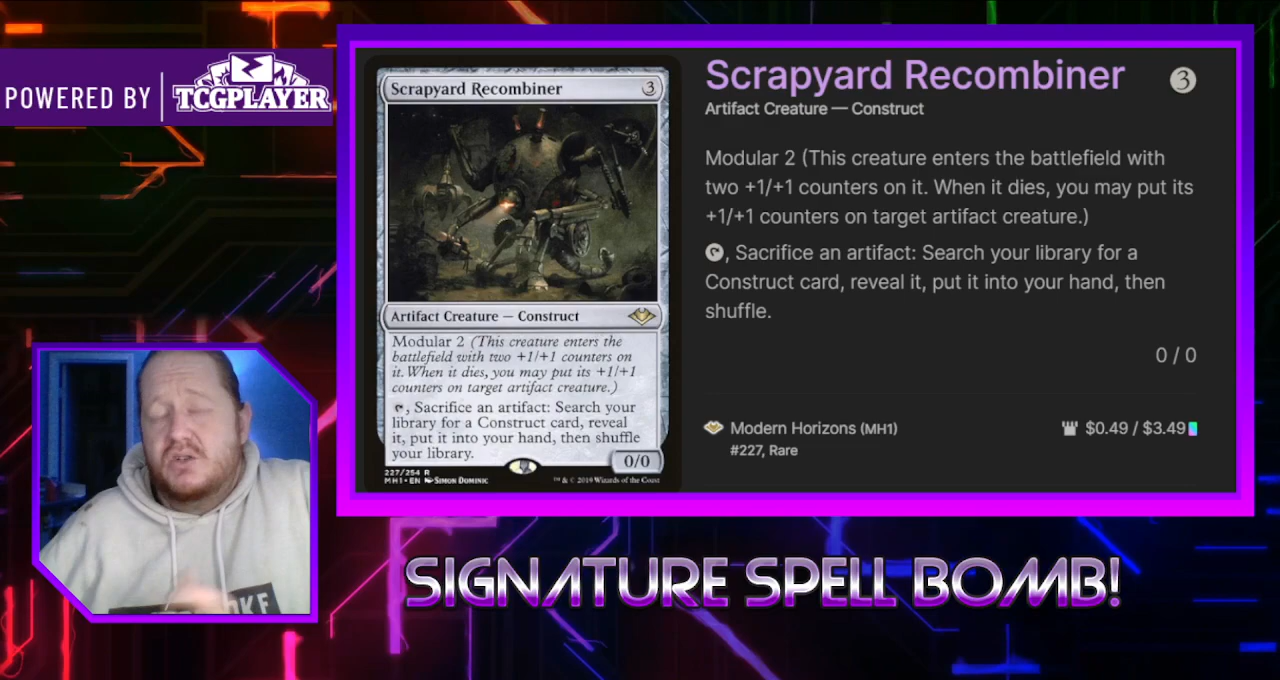 POWERED BY
TCGPLAYER
Scrapyard Recombiner 3
Artifact Creature — Construct
Modular 2 (This creature enters the
battlefield with two +1/+1 counters on
it. When it dies, you may put its +1/+1
counters on target artifact creature.)
, Sacrifice an artifact: Search your
library for a Construct card, reveal
it, put it into your hand, then shuffle
your library.
0/0
227/254 R
MH1 • EN Simon Dominic
™ & © 2019 Wizards of the Coast
Scrapyard Recombiner 3
Artifact Creature — Construct
Modular 2 (This creature enters the battlefield with
two +1/+1 counters on it. When it dies, you may put its
+1/+1 counters on target artifact creature.)
, Sacrifice an artifact: Search your library for a
Construct card, reveal it, put it into your hand, then
shuffle.
0 / 0
Modern Horizons (MH1) $0.49 / $3.49
#227, Rare
SIGNATURE SPELL BOMB!